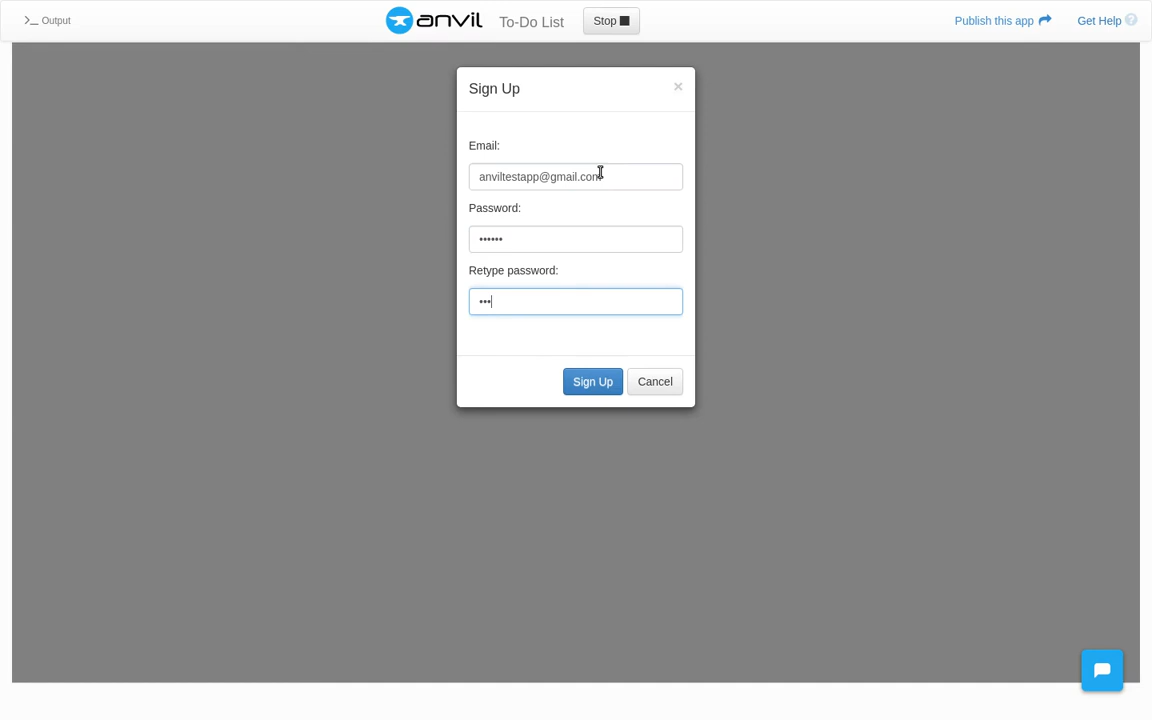 >_ Output
anvil To-Do List Stop
Publish this app Get Help ?
Sign Up ×
Email:
anviltestapp@gmail.com
Password:
••••••
Retype password:
•••
Sign Up Cancel